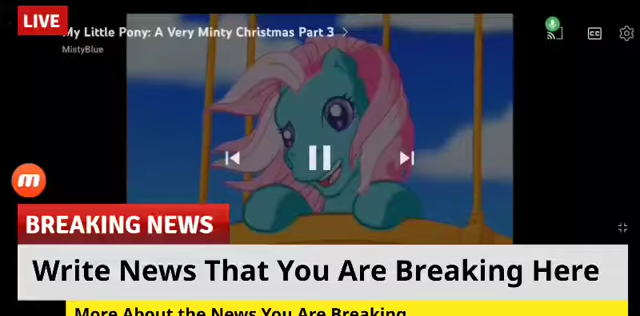 LIVE
My Little Pony: A Very Minty Christmas Part 3
MistyBlue
CC
m
BREAKING NEWS
Write News That You Are Breaking Here
More About the News You Are Breaking